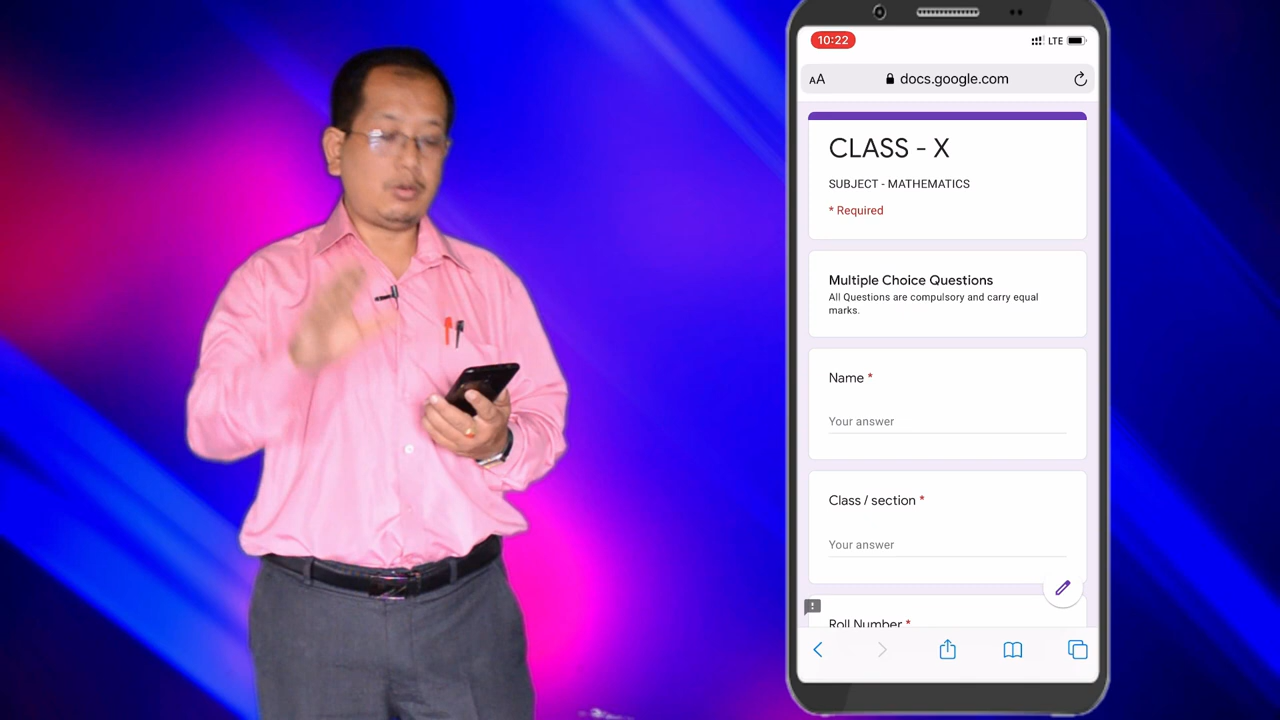 10:22
LTE
AA
docs.google.com
CLASS - X
SUBJECT - MATHEMATICS
* Required
Multiple Choice Questions
All Questions are compulsory and carry equal
marks.
Name *
Your answer
Class / section *
Your answer
Roll Number *